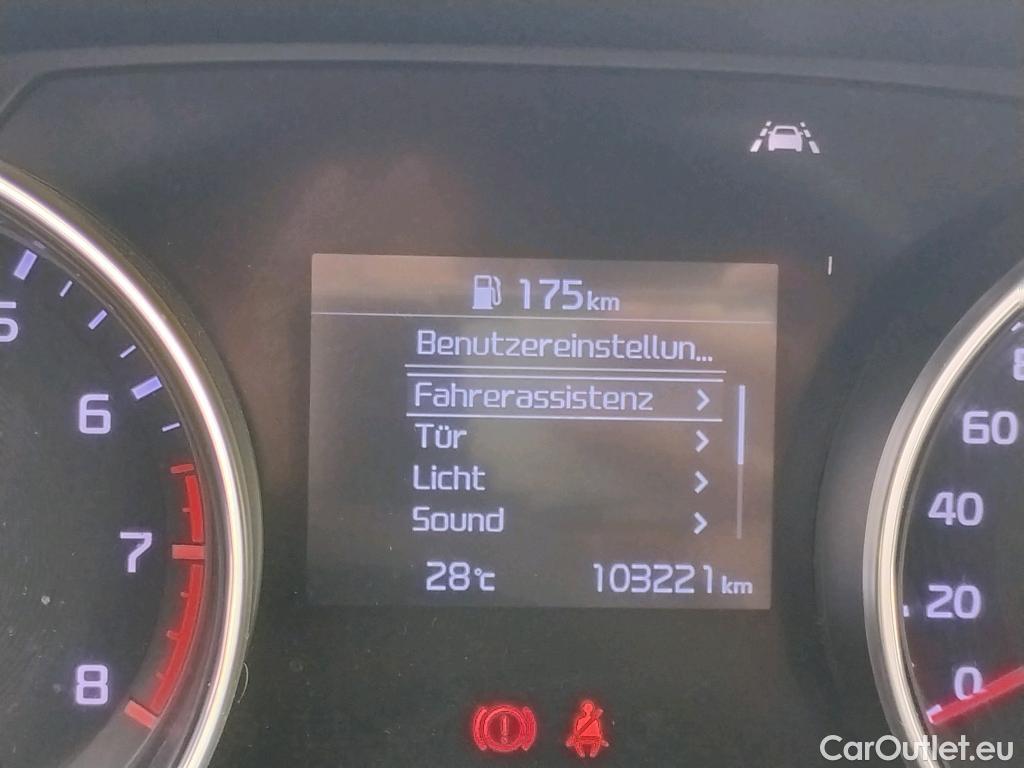 175km
Benutzereinstellun...
Fahrerassistenz >
Tür >
Licht >
Sound >
28°C 103221km
5
6
7
8
60
40
20
0
CarOutlet.eu